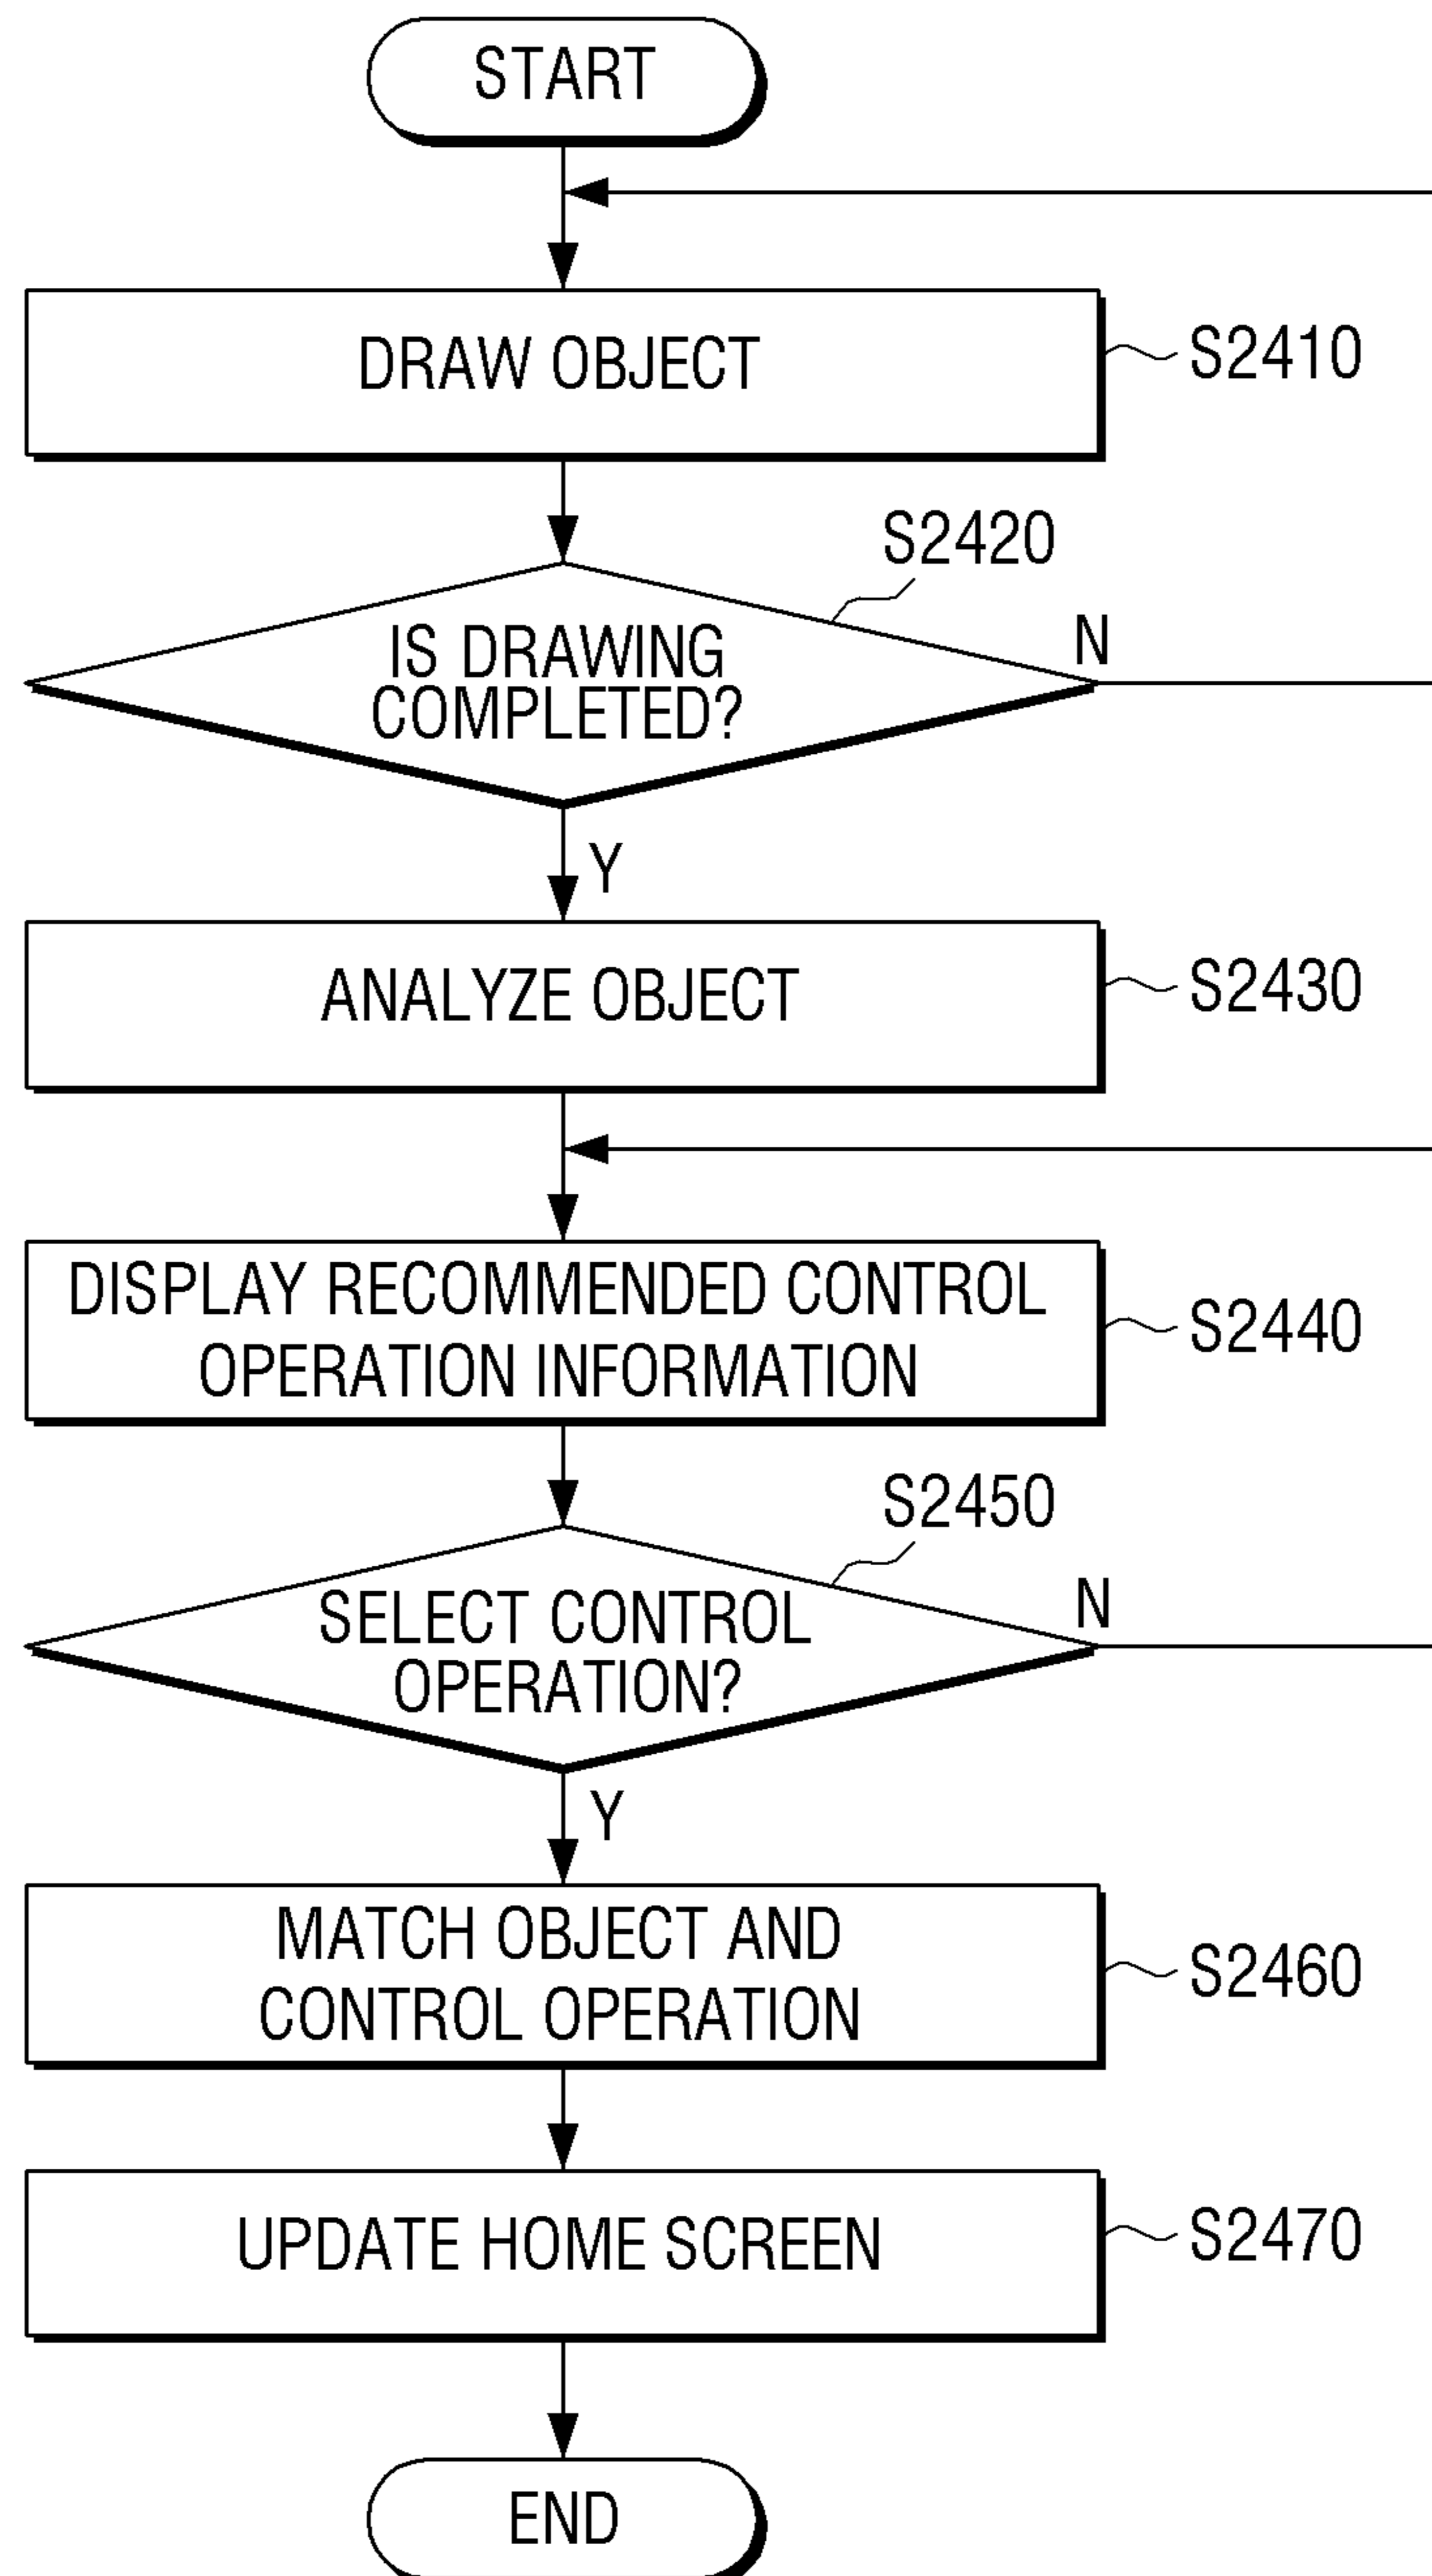 START
DRAW OBJECT
S2410
S2420
IS DRAWING
COMPLETED?
N
Y
ANALYZE OBJECT
S2430
DISPLAY RECOMMENDED CONTROL
OPERATION INFORMATION
S2440
S2450
SELECT CONTROL
OPERATION?
N
Y
MATCH OBJECT AND
CONTROL OPERATION
S2460
UPDATE HOME SCREEN
S2470
END